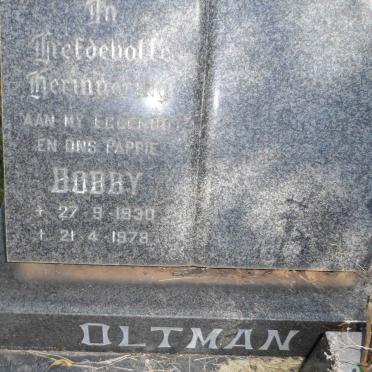 In
Liefdevolle
Herinnering
AAN MY EGGENOOT
EN ONS PAPPIE
BOBBY
* 27·9·1930
† 21·4·1978
OLTMAN